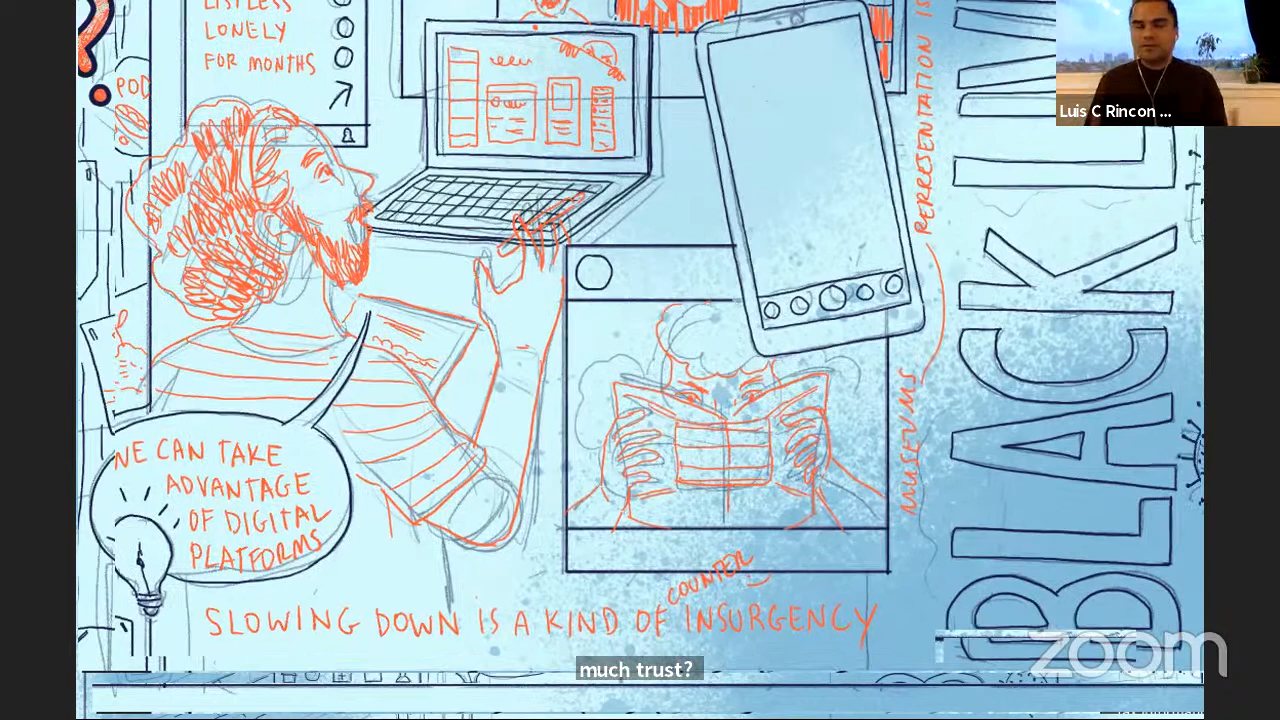 LISTLESS
LONELY
FOR MONTHS
POD
REPRESENTATION IS
MUSEUMS
BLACK
Luis C Rincon ...
WE CAN TAKE
ADVANTAGE
OF DIGITAL
PLATFORMS
COUNTER
SLOWING DOWN IS A KIND OF INSURGENCY
much trust?
zoom